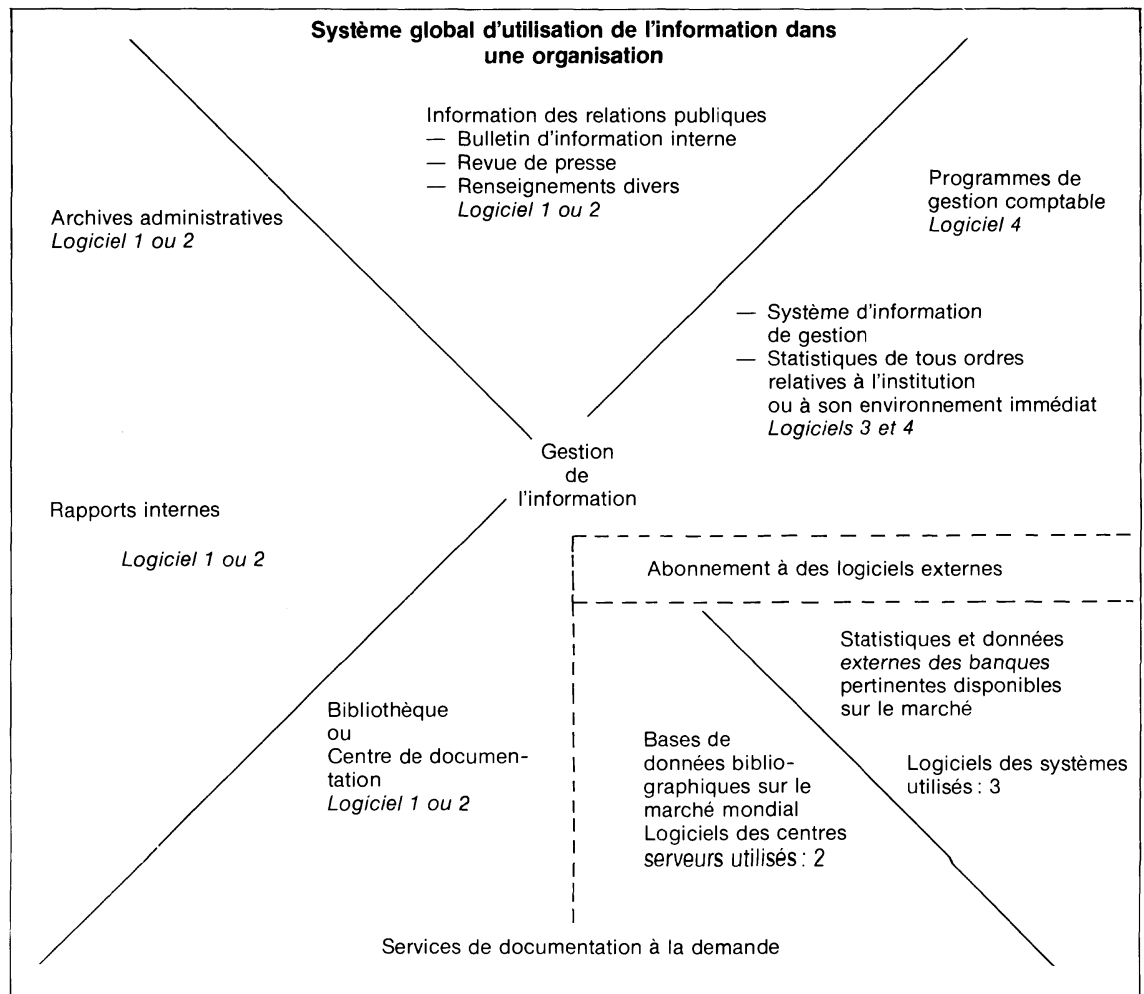 Système global d'utilisation de l'information dans
une organisation
Information des relations publiques
— Bulletin d'information interne
— Revue de presse
— Renseignements divers
Logiciel 1 ou 2
Archives administratives
Logiciel 1 ou 2
Programmes de
gestion comptable
Logiciel 4
— Système d'information
de gestion
— Statistiques de tous ordres
relatives à l'institution
ou à son environnement immédiat
Logiciels 3 et 4
Gestion
de
l'information
Rapports internes
Logiciel 1 ou 2
Abonnement à des logiciels externes
Statistiques et données
externes des banques
pertinentes disponibles
sur le marché
Logiciels des systèmes
utilisés : 3
Bibliothèque
ou
Centre de documen-
tation
Logiciel 1 ou 2
Bases de
données biblio-
graphiques sur le
marché mondial
Logiciels des centres
serveurs utilisés : 2
Services de documentation à la demande